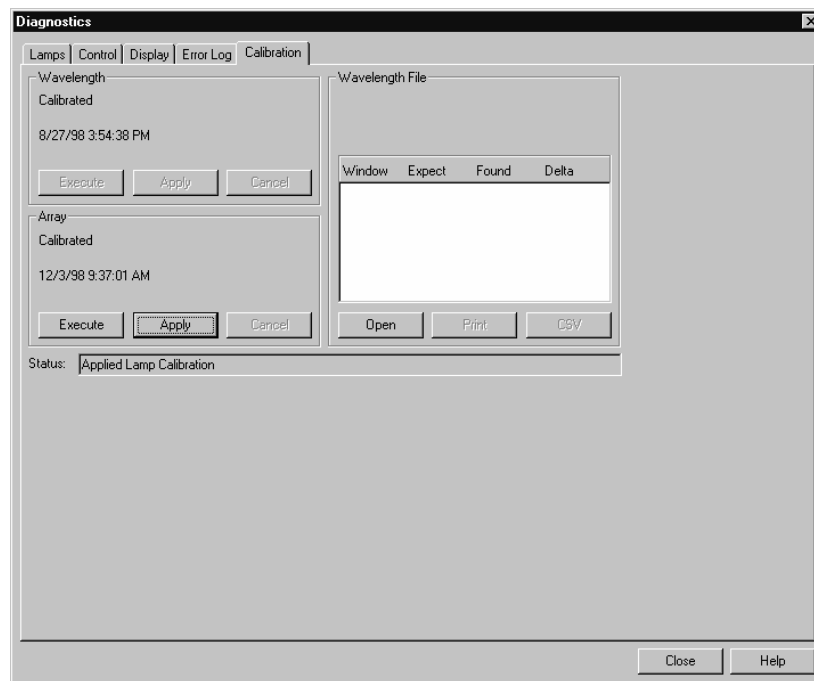 Diagnostics
Lamps Control Display Error Log Calibration
Wavelength
Calibrated
8/27/98 3:54:38 PM
Execute Apply Cancel
Array
Calibrated
12/3/98 9:37:01 AM
Execute Apply Cancel
Wavelength File
Window Expect Found Delta
Open Print CSV
Status: Applied Lamp Calibration
Close Help